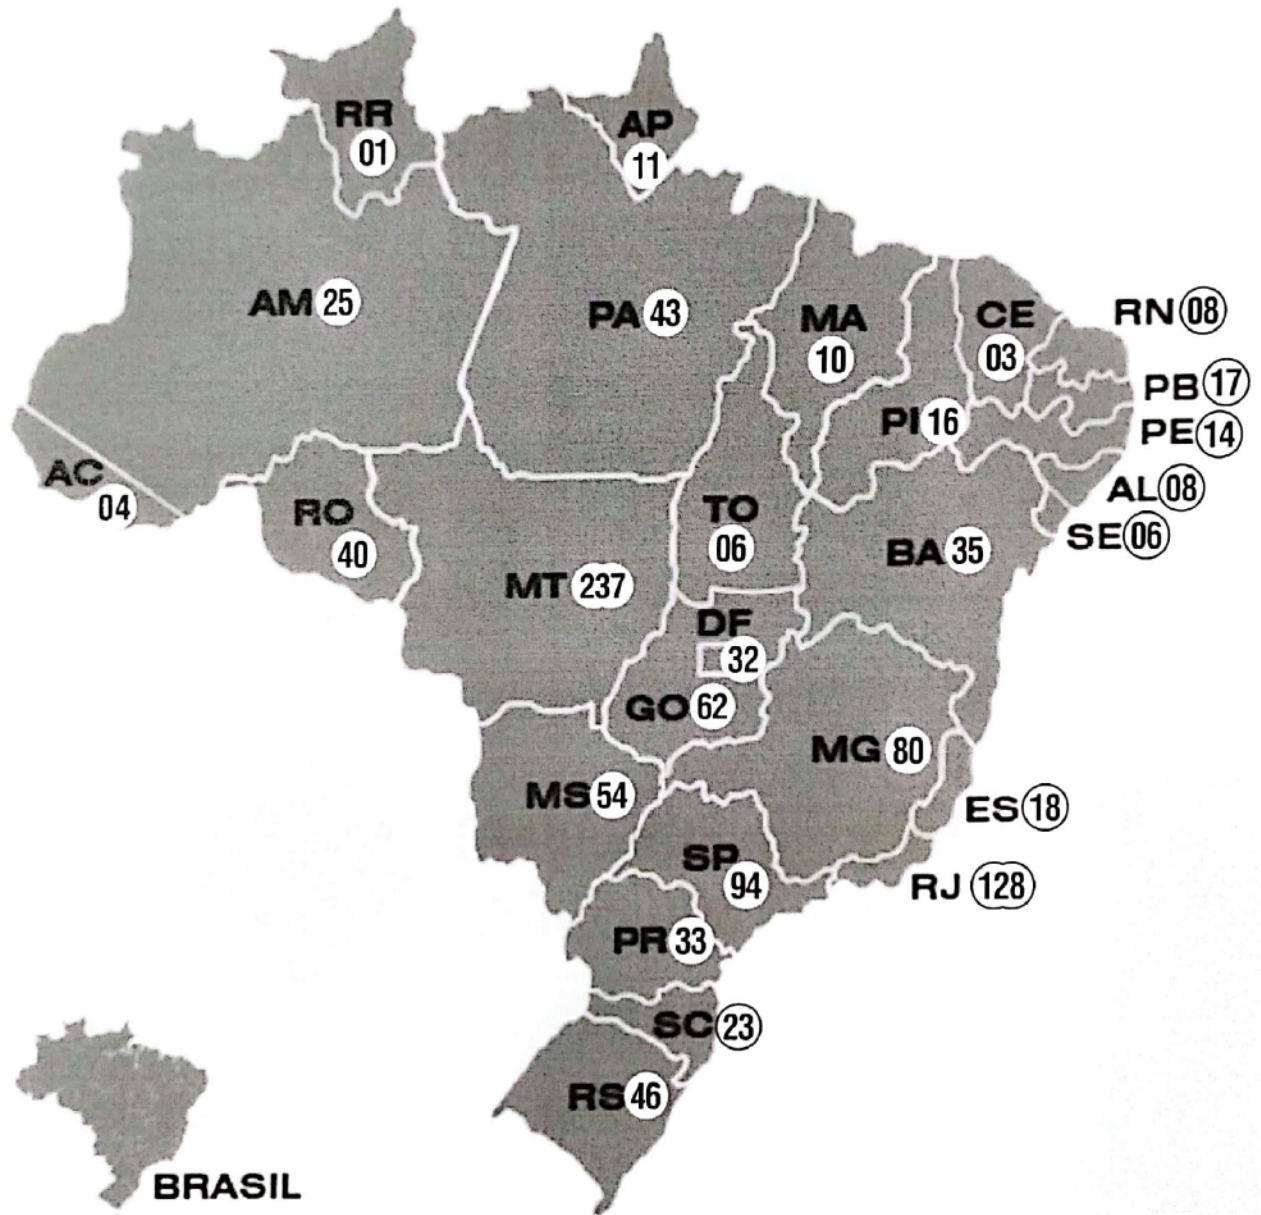 RR
01
AP
11
AM 25
PA 43
MA
10
CE
03
RN 08
PB 17
PI 16
PE 14
AC
04
AL 08
RO
40
TO
06
SE 06
BA 35
MT 237
DF
32
GO 62
MG 80
MS 54
ES 18
SP
94
RJ 128
PR 33
SC 23
RS 46
BRASIL